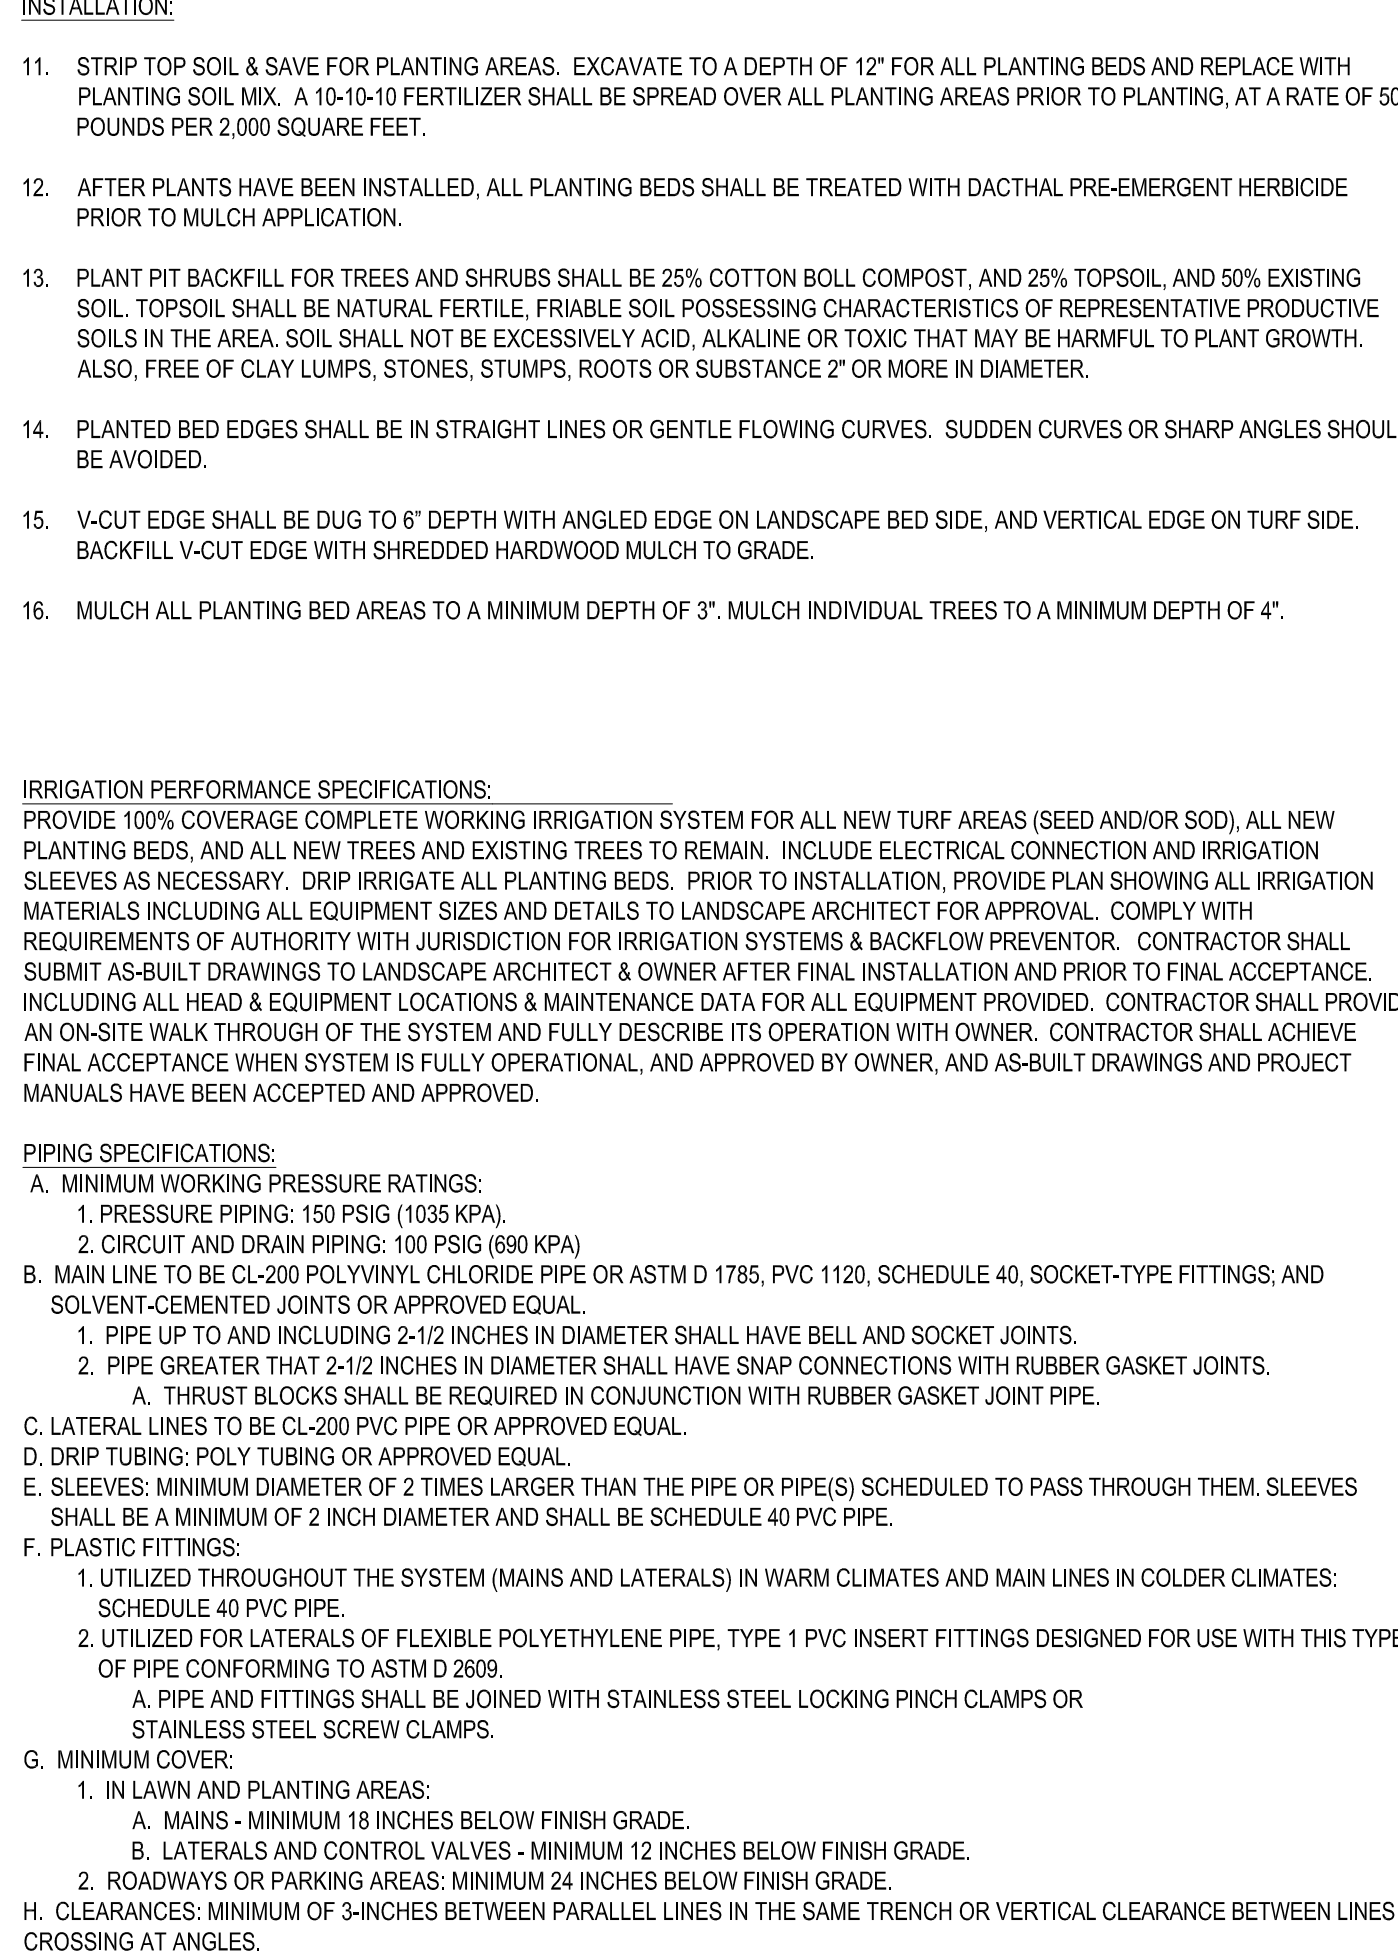 INSTALLATION:
11. STRIP TOP SOIL & SAVE FOR PLANTING AREAS. EXCAVATE TO A DEPTH OF 12" FOR ALL PLANTING BEDS AND REPLACE WITH
PLANTING SOIL MIX. A 10-10-10 FERTILIZER SHALL BE SPREAD OVER ALL PLANTING AREAS PRIOR TO PLANTING, AT A RATE OF 50
POUNDS PER 2,000 SQUARE FEET.
12. AFTER PLANTS HAVE BEEN INSTALLED, ALL PLANTING BEDS SHALL BE TREATED WITH DACTHAL PRE-EMERGENT HERBICIDE
PRIOR TO MULCH APPLICATION.
13. PLANT PIT BACKFILL FOR TREES AND SHRUBS SHALL BE 25% COTTON BOLL COMPOST, AND 25% TOPSOIL, AND 50% EXISTING
SOIL. TOPSOIL SHALL BE NATURAL FERTILE, FRIABLE SOIL POSSESSING CHARACTERISTICS OF REPRESENTATIVE PRODUCTIVE
SOILS IN THE AREA. SOIL SHALL NOT BE EXCESSIVELY ACID, ALKALINE OR TOXIC THAT MAY BE HARMFUL TO PLANT GROWTH.
ALSO, FREE OF CLAY LUMPS, STONES, STUMPS, ROOTS OR SUBSTANCE 2" OR MORE IN DIAMETER.
14. PLANTED BED EDGES SHALL BE IN STRAIGHT LINES OR GENTLE FLOWING CURVES. SUDDEN CURVES OR SHARP ANGLES SHOUL
BE AVOIDED.
15. V-CUT EDGE SHALL BE DUG TO 6” DEPTH WITH ANGLED EDGE ON LANDSCAPE BED SIDE, AND VERTICAL EDGE ON TURF SIDE.
BACKFILL V-CUT EDGE WITH SHREDDED HARDWOOD MULCH TO GRADE.
16. MULCH ALL PLANTING BED AREAS TO A MINIMUM DEPTH OF 3". MULCH INDIVIDUAL TREES TO A MINIMUM DEPTH OF 4".
IRRIGATION PERFORMANCE SPECIFICATIONS:
PROVIDE 100% COVERAGE COMPLETE WORKING IRRIGATION SYSTEM FOR ALL NEW TURF AREAS (SEED AND/OR SOD), ALL NEW
PLANTING BEDS, AND ALL NEW TREES AND EXISTING TREES TO REMAIN. INCLUDE ELECTRICAL CONNECTION AND IRRIGATION
SLEEVES AS NECESSARY. DRIP IRRIGATE ALL PLANTING BEDS. PRIOR TO INSTALLATION, PROVIDE PLAN SHOWING ALL IRRIGATION
MATERIALS INCLUDING ALL EQUIPMENT SIZES AND DETAILS TO LANDSCAPE ARCHITECT FOR APPROVAL. COMPLY WITH
REQUIREMENTS OF AUTHORITY WITH JURISDICTION FOR IRRIGATION SYSTEMS & BACKFLOW PREVENTOR. CONTRACTOR SHALL
SUBMIT AS-BUILT DRAWINGS TO LANDSCAPE ARCHITECT & OWNER AFTER FINAL INSTALLATION AND PRIOR TO FINAL ACCEPTANCE.
INCLUDING ALL HEAD & EQUIPMENT LOCATIONS & MAINTENANCE DATA FOR ALL EQUIPMENT PROVIDED. CONTRACTOR SHALL PROVID
AN ON-SITE WALK THROUGH OF THE SYSTEM AND FULLY DESCRIBE ITS OPERATION WITH OWNER. CONTRACTOR SHALL ACHIEVE
FINAL ACCEPTANCE WHEN SYSTEM IS FULLY OPERATIONAL, AND APPROVED BY OWNER, AND AS-BUILT DRAWINGS AND PROJECT
MANUALS HAVE BEEN ACCEPTED AND APPROVED.
PIPING SPECIFICATIONS:
A. MINIMUM WORKING PRESSURE RATINGS:
1. PRESSURE PIPING: 150 PSIG (1035 KPA).
2. CIRCUIT AND DRAIN PIPING: 100 PSIG (690 KPA)
B. MAIN LINE TO BE CL-200 POLYVINYL CHLORIDE PIPE OR ASTM D 1785, PVC 1120, SCHEDULE 40, SOCKET-TYPE FITTINGS; AND
SOLVENT-CEMENTED JOINTS OR APPROVED EQUAL.
1. PIPE UP TO AND INCLUDING 2-1/2 INCHES IN DIAMETER SHALL HAVE BELL AND SOCKET JOINTS.
2. PIPE GREATER THAT 2-1/2 INCHES IN DIAMETER SHALL HAVE SNAP CONNECTIONS WITH RUBBER GASKET JOINTS.
A. THRUST BLOCKS SHALL BE REQUIRED IN CONJUNCTION WITH RUBBER GASKET JOINT PIPE.
C. LATERAL LINES TO BE CL-200 PVC PIPE OR APPROVED EQUAL.
D. DRIP TUBING: POLY TUBING OR APPROVED EQUAL.
E. SLEEVES: MINIMUM DIAMETER OF 2 TIMES LARGER THAN THE PIPE OR PIPE(S) SCHEDULED TO PASS THROUGH THEM. SLEEVES
SHALL BE A MINIMUM OF 2 INCH DIAMETER AND SHALL BE SCHEDULE 40 PVC PIPE.
F. PLASTIC FITTINGS:
1. UTILIZED THROUGHOUT THE SYSTEM (MAINS AND LATERALS) IN WARM CLIMATES AND MAIN LINES IN COLDER CLIMATES:
SCHEDULE 40 PVC PIPE.
2. UTILIZED FOR LATERALS OF FLEXIBLE POLYETHYLENE PIPE, TYPE 1 PVC INSERT FITTINGS DESIGNED FOR USE WITH THIS TYPE
OF PIPE CONFORMING TO ASTM D 2609.
A. PIPE AND FITTINGS SHALL BE JOINED WITH STAINLESS STEEL LOCKING PINCH CLAMPS OR
STAINLESS STEEL SCREW CLAMPS.
G. MINIMUM COVER:
1. IN LAWN AND PLANTING AREAS:
A. MAINS - MINIMUM 18 INCHES BELOW FINISH GRADE.
B. LATERALS AND CONTROL VALVES - MINIMUM 12 INCHES BELOW FINISH GRADE.
2. ROADWAYS OR PARKING AREAS: MINIMUM 24 INCHES BELOW FINISH GRADE.
H. CLEARANCES: MINIMUM OF 3-INCHES BETWEEN PARALLEL LINES IN THE SAME TRENCH OR VERTICAL CLEARANCE BETWEEN LINES
CROSSING AT ANGLES.